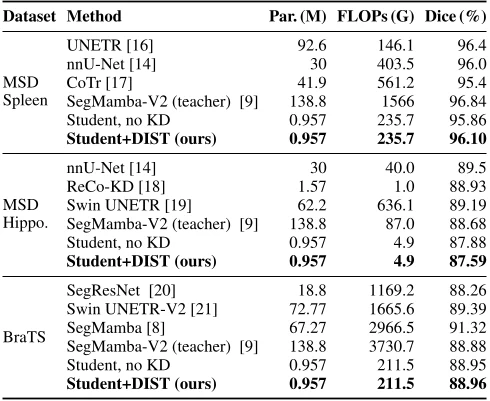 Dataset Method Par. (M) FLOPs (G) Dice (%)
UNETR [16] 92.6 146.1 96.4
nnU-Net [14] 30 403.5 96.0
MSD CoTr [17] 41.9 561.2 95.4
Spleen SegMamba-V2 (teacher) [9] 138.8 1566 96.84
Student, no KD 0.957 235.7 95.86
Student+DIST (ours) 0.957 235.7 96.10
nnU-Net [14] 30 40.0 89.5
ReCo-KD [18] 1.57 1.0 88.93
MSD Swin UNETR [19] 62.2 636.1 89.19
Hippo. SegMamba-V2 (teacher) [9] 138.8 87.0 88.68
Student, no KD 0.957 4.9 87.88
Student+DIST (ours) 0.957 4.9 87.59
SegResNet [20] 18.8 1169.2 88.26
Swin UNETR-V2 [21] 72.77 1665.6 89.39
SegMamba [8] 67.27 2966.5 91.32
BraTS SegMamba-V2 (teacher) [9] 138.8 3730.7 88.88
Student, no KD 0.957 211.5 88.95
Student+DIST (ours) 0.957 211.5 88.96